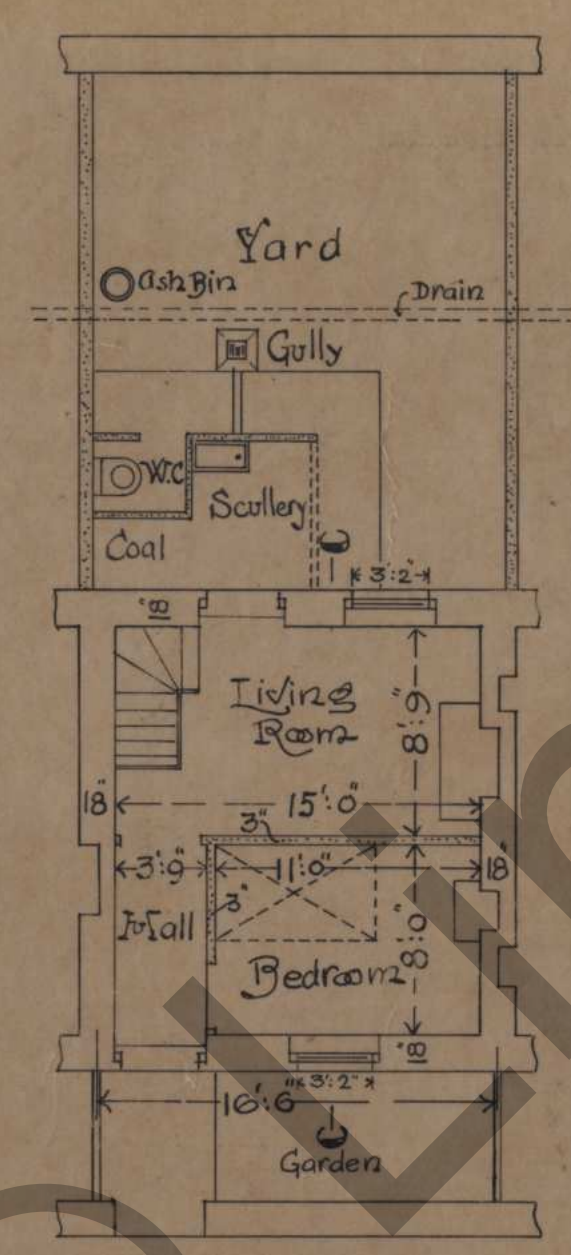 Yard
Ash Bin
Drain
Gully
W.C
Scullery
Coal
3':2"
18"
Living
Room
8':9"
18"
15':0"
3"
3':9"
11':0"
18"
3"
Hall
8':0"
Bedroom
18"
3':2"
16':6"
Garden